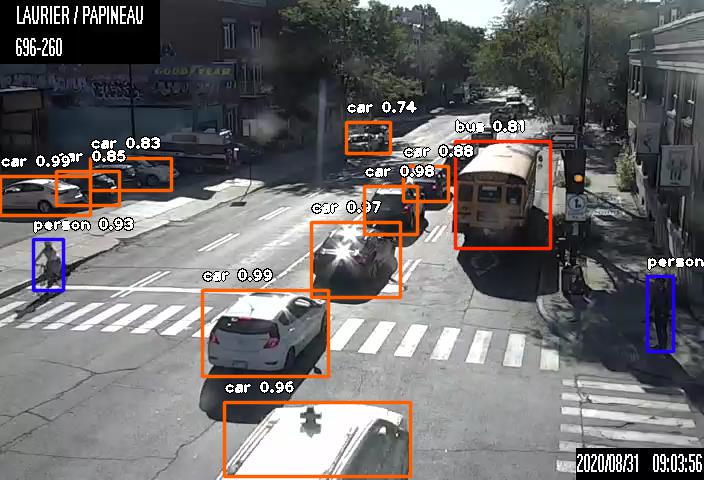 LAURIER / PAPINEAU
696-260
GOODYEAR
car 0.74
car 0.83
bus 0.81
car 0.99
car 0.85
car 0.88
car 0.98
car 0.97
person 0.93
person
car 0.99
car 0.96
2020/08/31 09:03:56